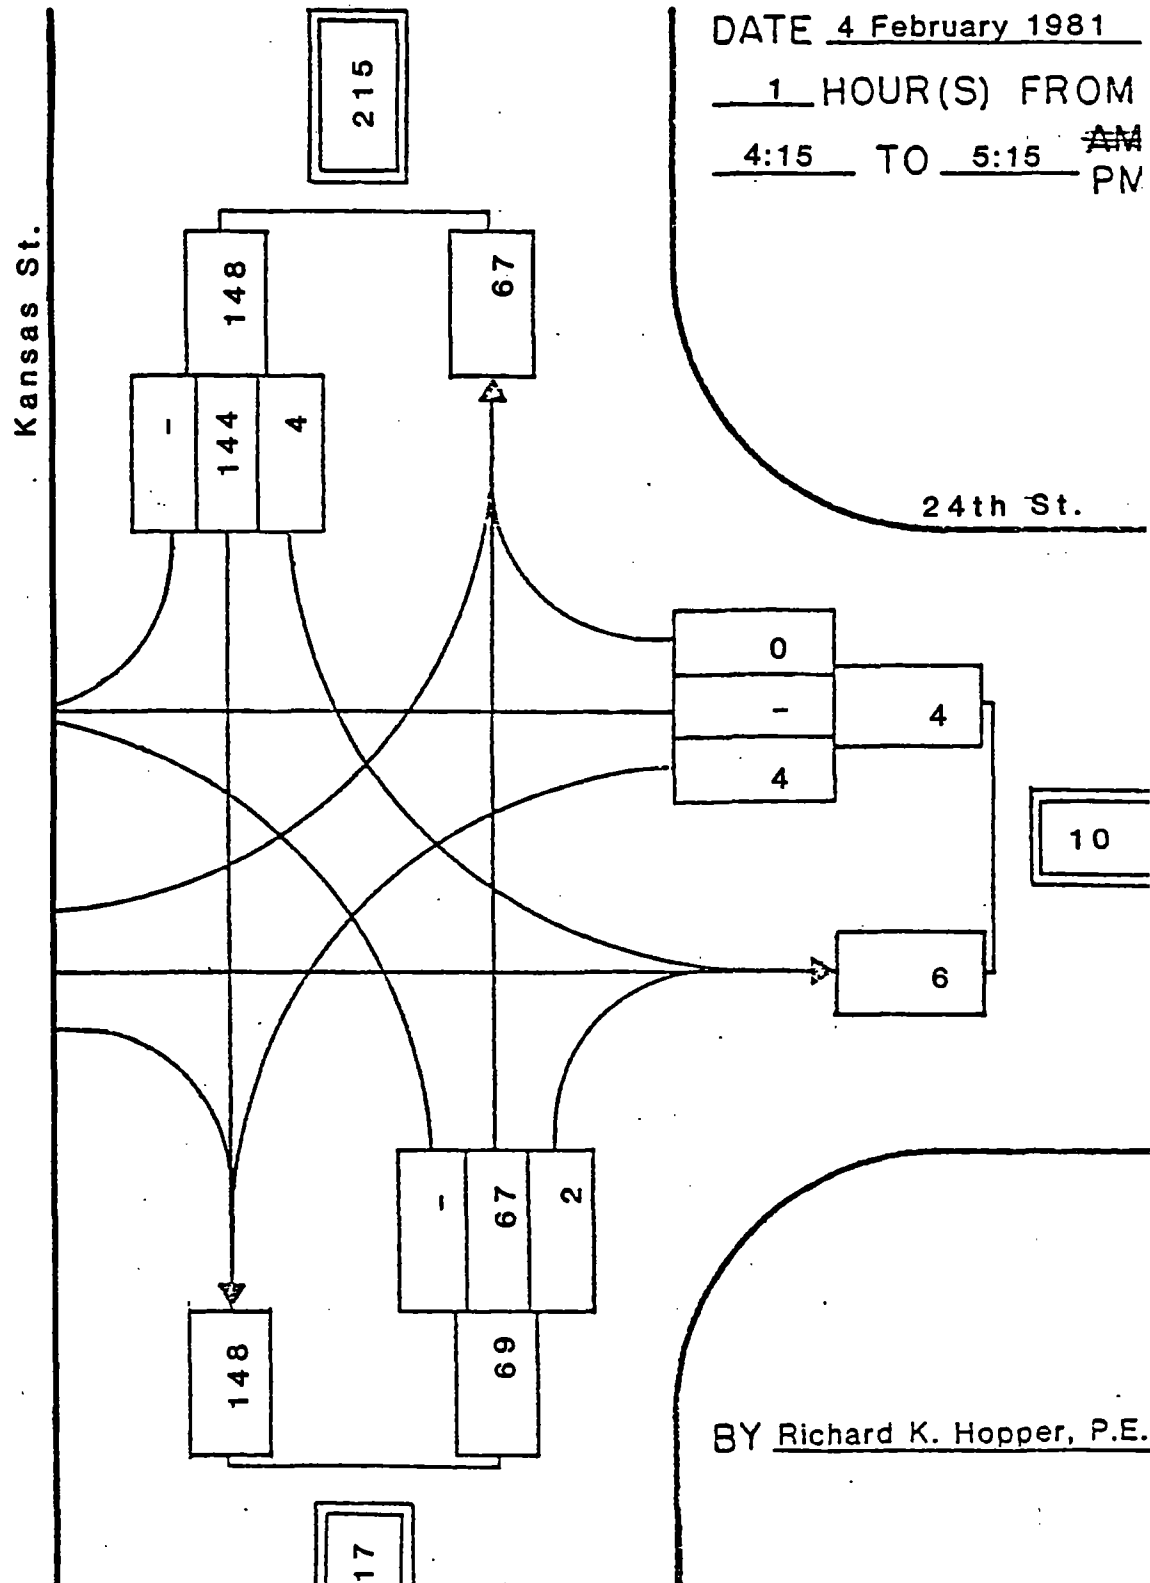 DATE 4 February 1981
1 HOUR(S) FROM
4:15 TO 5:15 AM
PM
215
148
67
Kansas St.
- 144 4
24th St.
0
-
4
4
10
6
- 67 2
148
69
BY Richard K. Hopper, P.E.
17